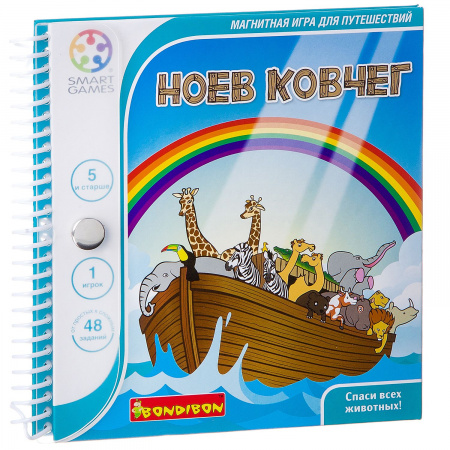 МАГНИТНАЯ ИГРА ДЛЯ ПУТЕШЕСТВИЙ
SMART
GAMES
НОЕВ КОВЧЕГ
5
и старше
1
игрок
48
заданий
BONDIBON
Спаси всех
животных!